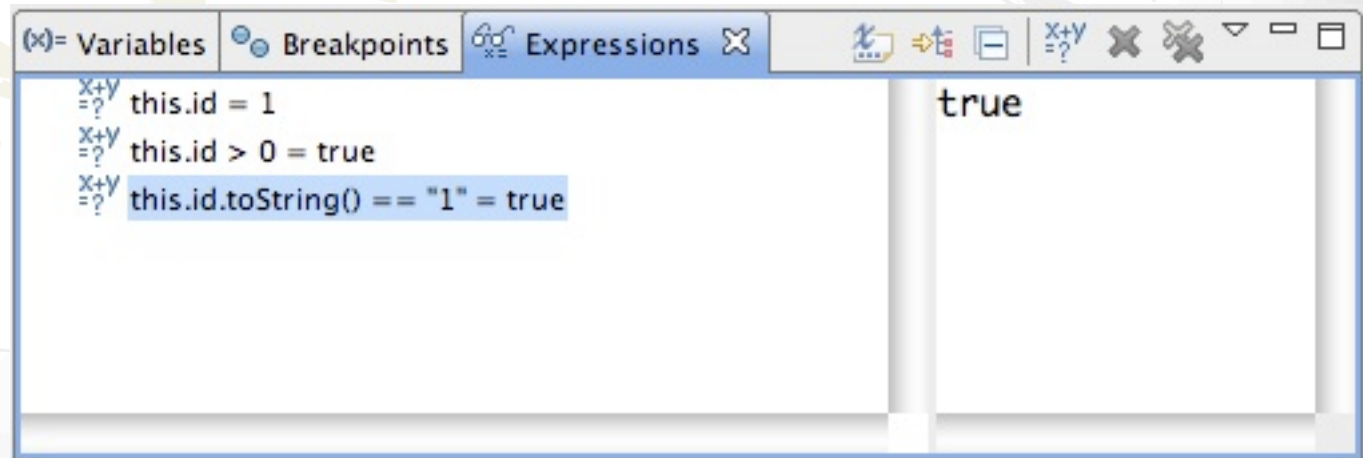 (x)= Variables Breakpoints Expressions
this.id = 1
this.id > 0 = true
this.id.toString() == "1" = true
true